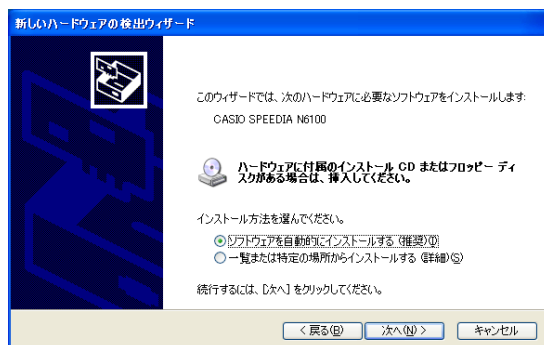 新しいハードウェアの検出ウィザード
このウィザードでは、次のハードウェアに必要なソフトウェアをインストールします:
CASIO SPEEDIA N6100
ハードウェアに付属のインストール CD またはフロッピー ディ
スクがある場合は、挿入してください。
インストール方法を選んでください。
ソフトウェアを自動的にインストールする (推奨)(I)
一覧または特定の場所からインストールする (詳細)(S)
続行するには、[次へ] をクリックしてください。
< 戻る(B) 次へ(N) > キャンセル